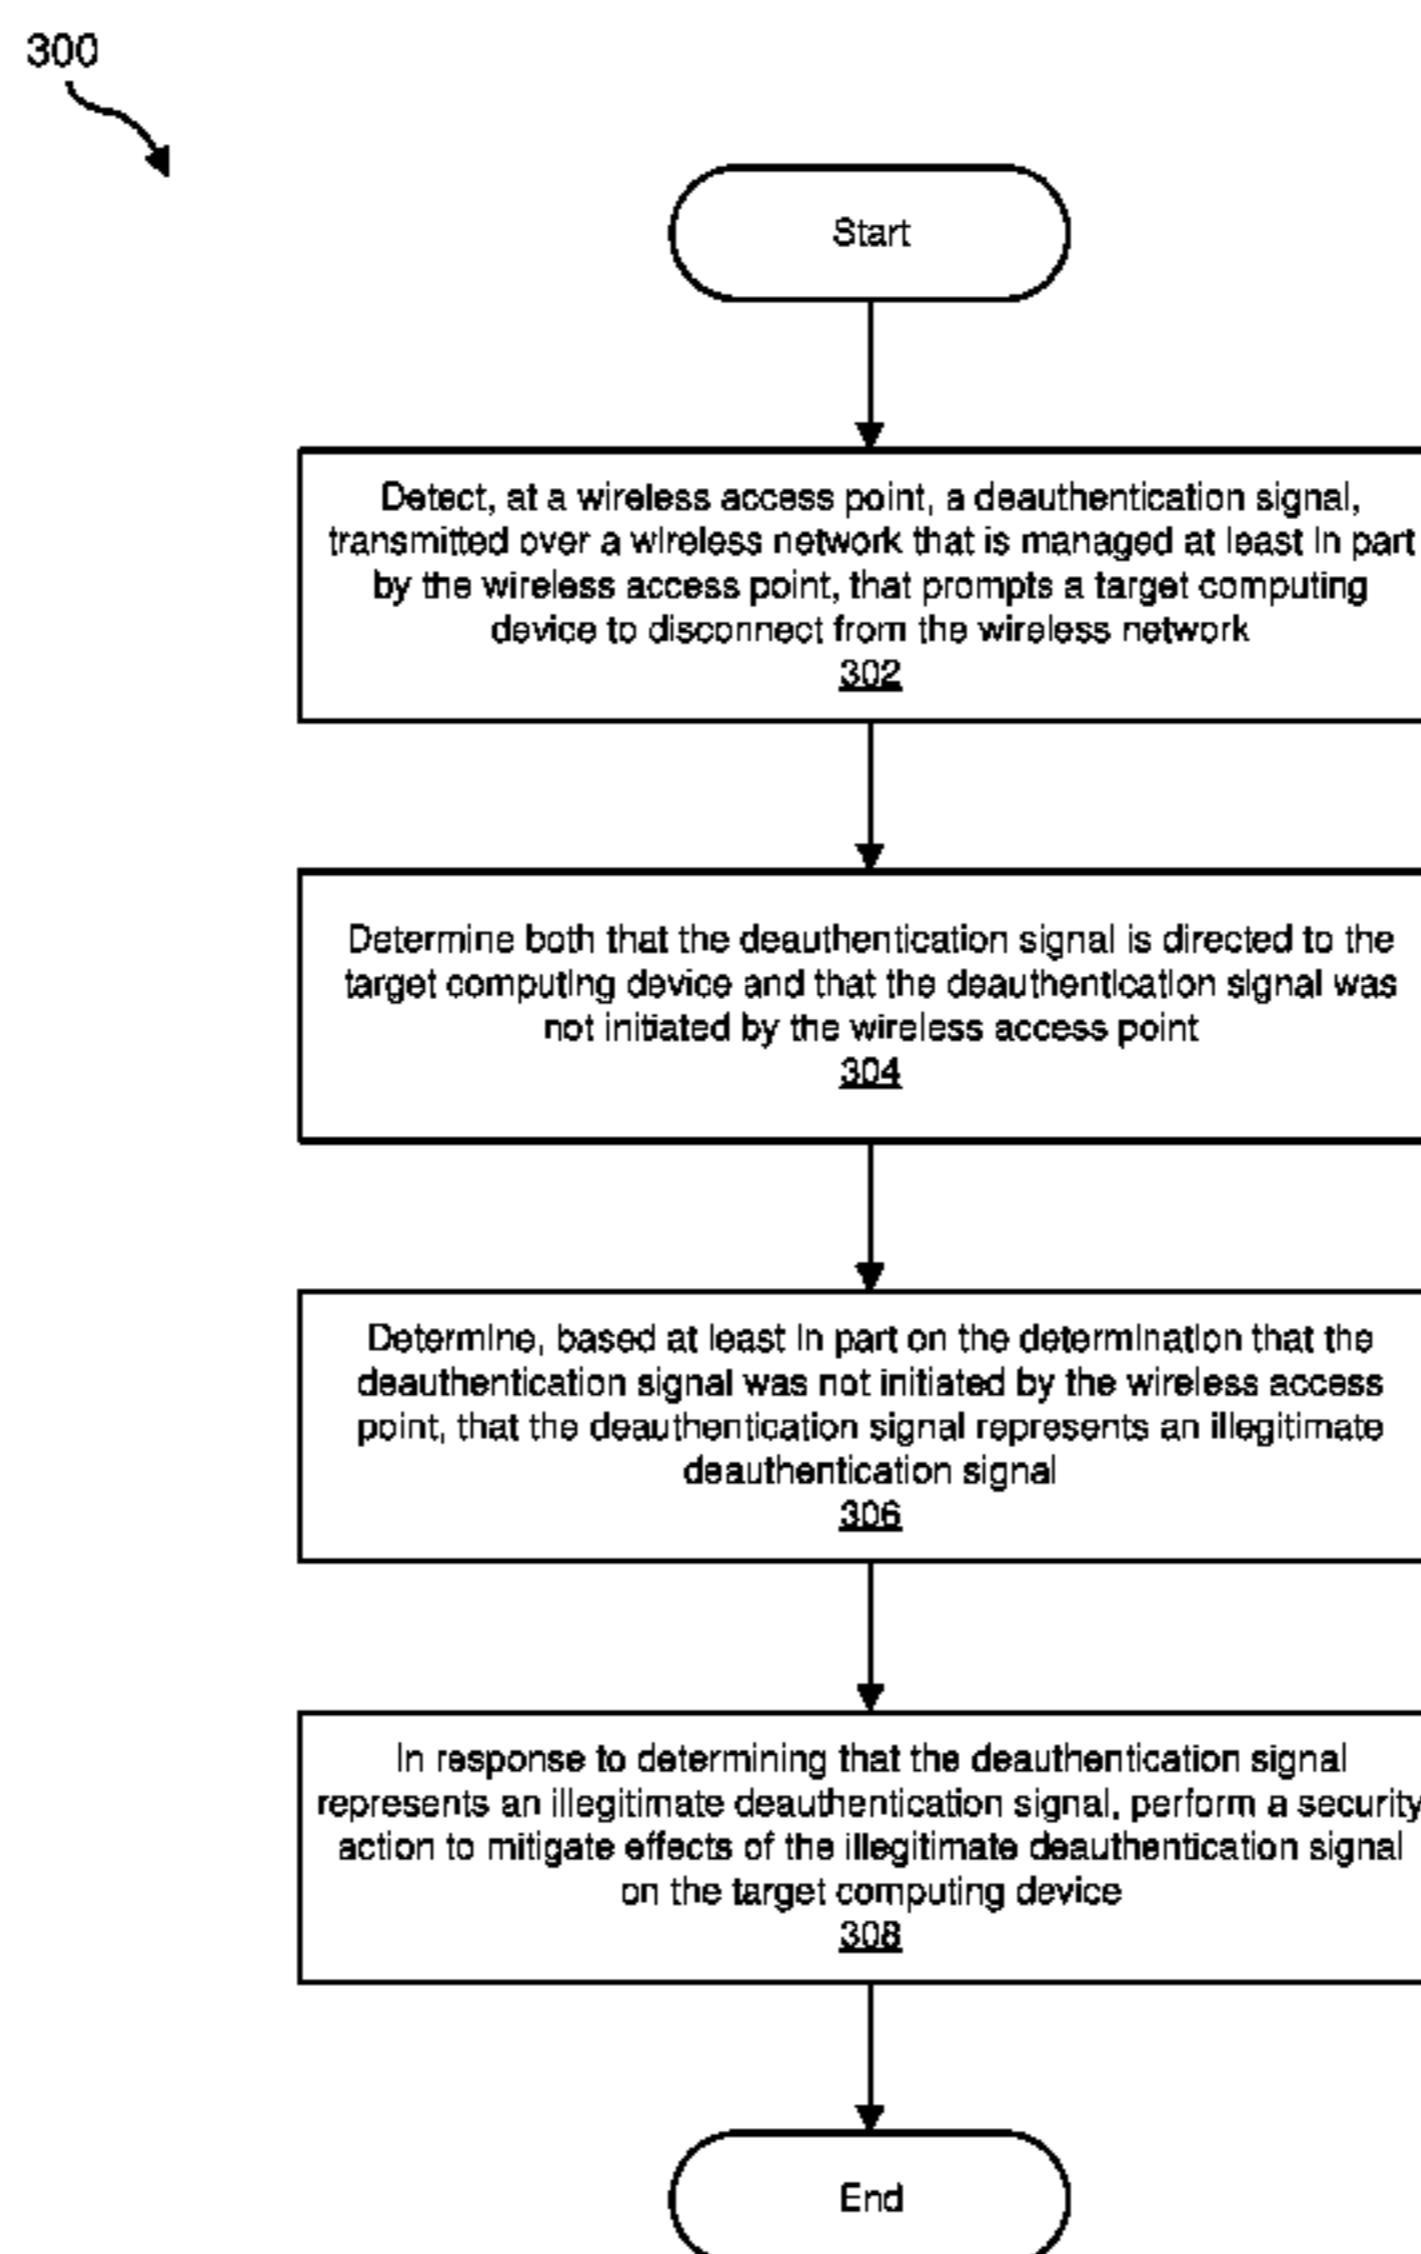 300
Start
Detect, at a wireless access point, a deauthentication signal,
transmitted over a wireless network that is managed at least in part
by the wireless access point, that prompts a target computing
device to disconnect from the wireless network
302
Determine both that the deauthentication signal is directed to the
target computing device and that the deauthentication signal was
not initiated by the wireless access point
304
Determine, based at least in part on the determination that the
deauthentication signal was not initiated by the wireless access
point, that the deauthentication signal represents an illegitimate
deauthentication signal
306
In response to determining that the deauthentication signal
represents an illegitimate deauthentication signal, perform a security
action to mitigate effects of the illegitimate deauthentication signal
on the target computing device
308
End